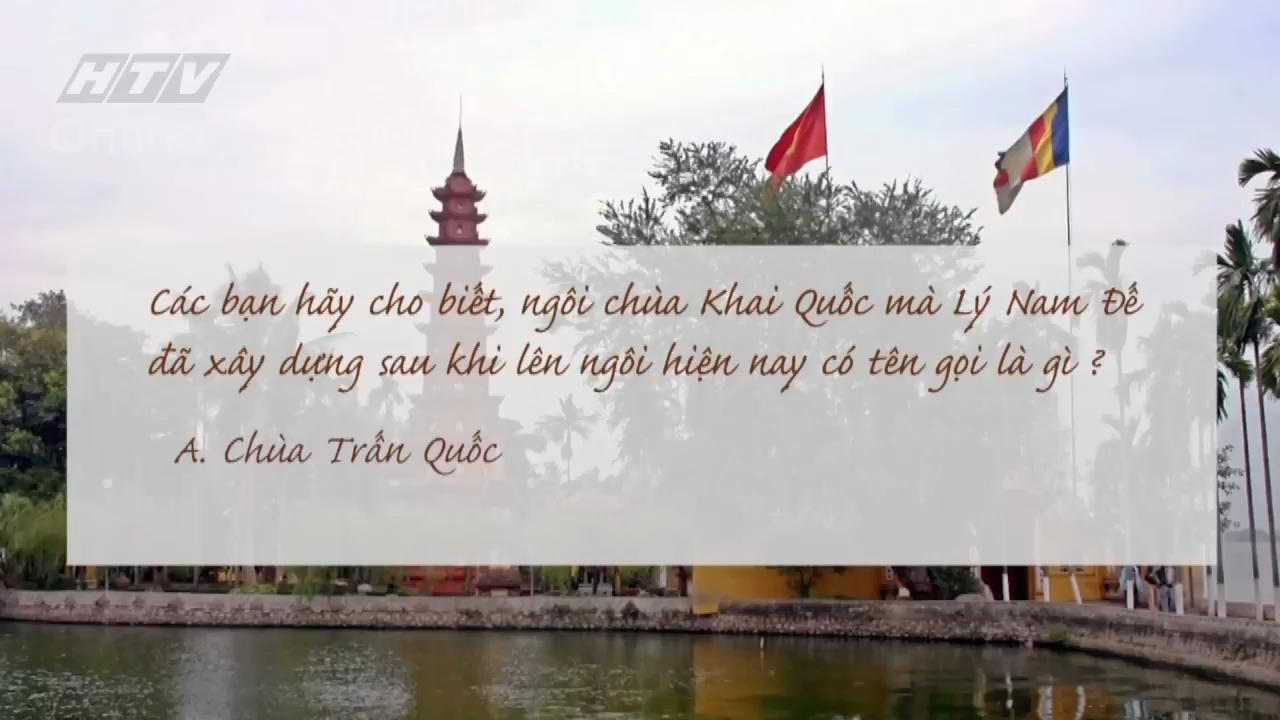 HTV
Online
Các bạn hãy cho biết, ngôi chùa Khai Quốc mà Lý Nam Đế
đã xây dựng sau khi lên ngôi hiện nay có tên gọi là gì ?
A. Chùa Trấn Quốc